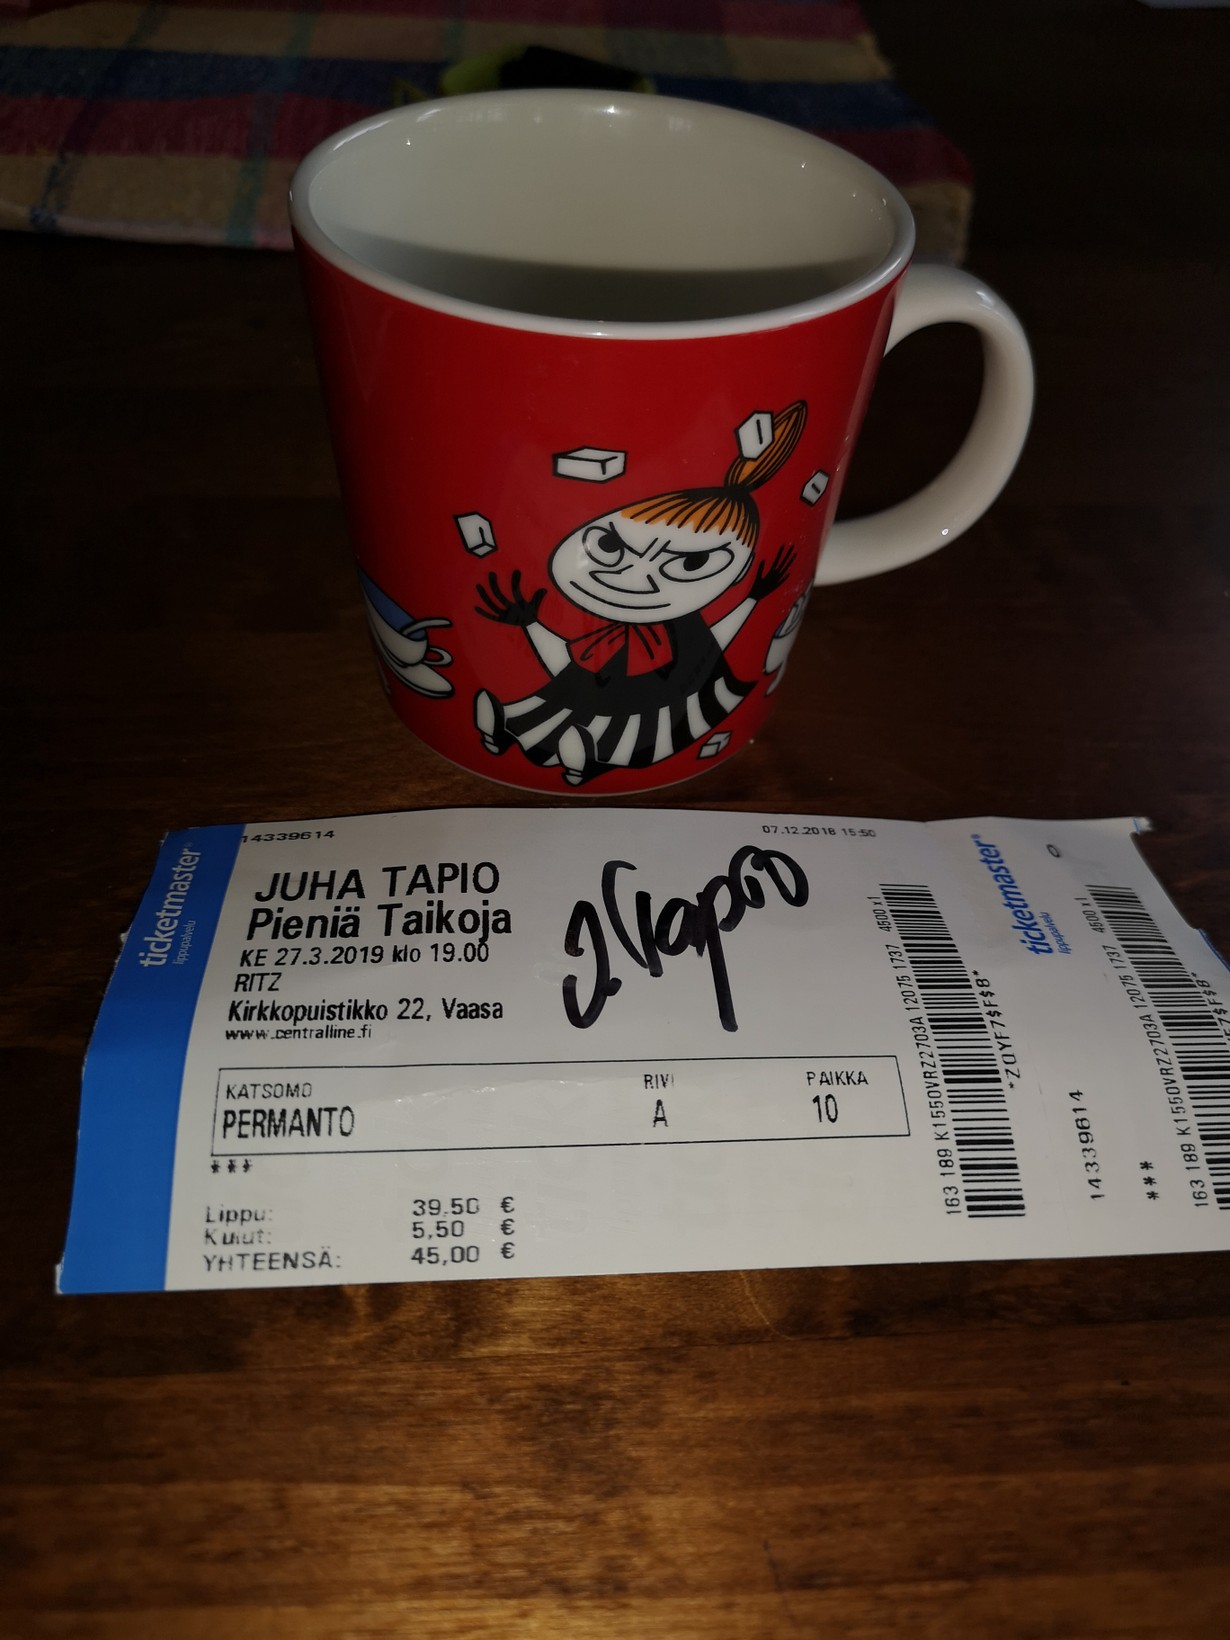 ticketmaster®
lippupalvelu
14339614
07.12.2018 15:50
JUHA TAPIO
Pieniä Taikoja
KE 27.3.2019 klo 19.00
RITZ
Kirkkopuistikko 22, Vaasa
www.centralline.fi
J Tapio
KATSOMO RIVI PAIKKA
PERMANTO A 10
***
Lippu: 39,50 €
Kulut: 5,50 €
YHTEENSÄ: 45,00 €
163 189 K1550VRZ2703A 12075 1737 4500 x1
*ZQYF7$F$8*
ticketmaster®
lippupalvelu
14339614
***
163 189 K1550VRZ2703A 12075 1737 4500 x1